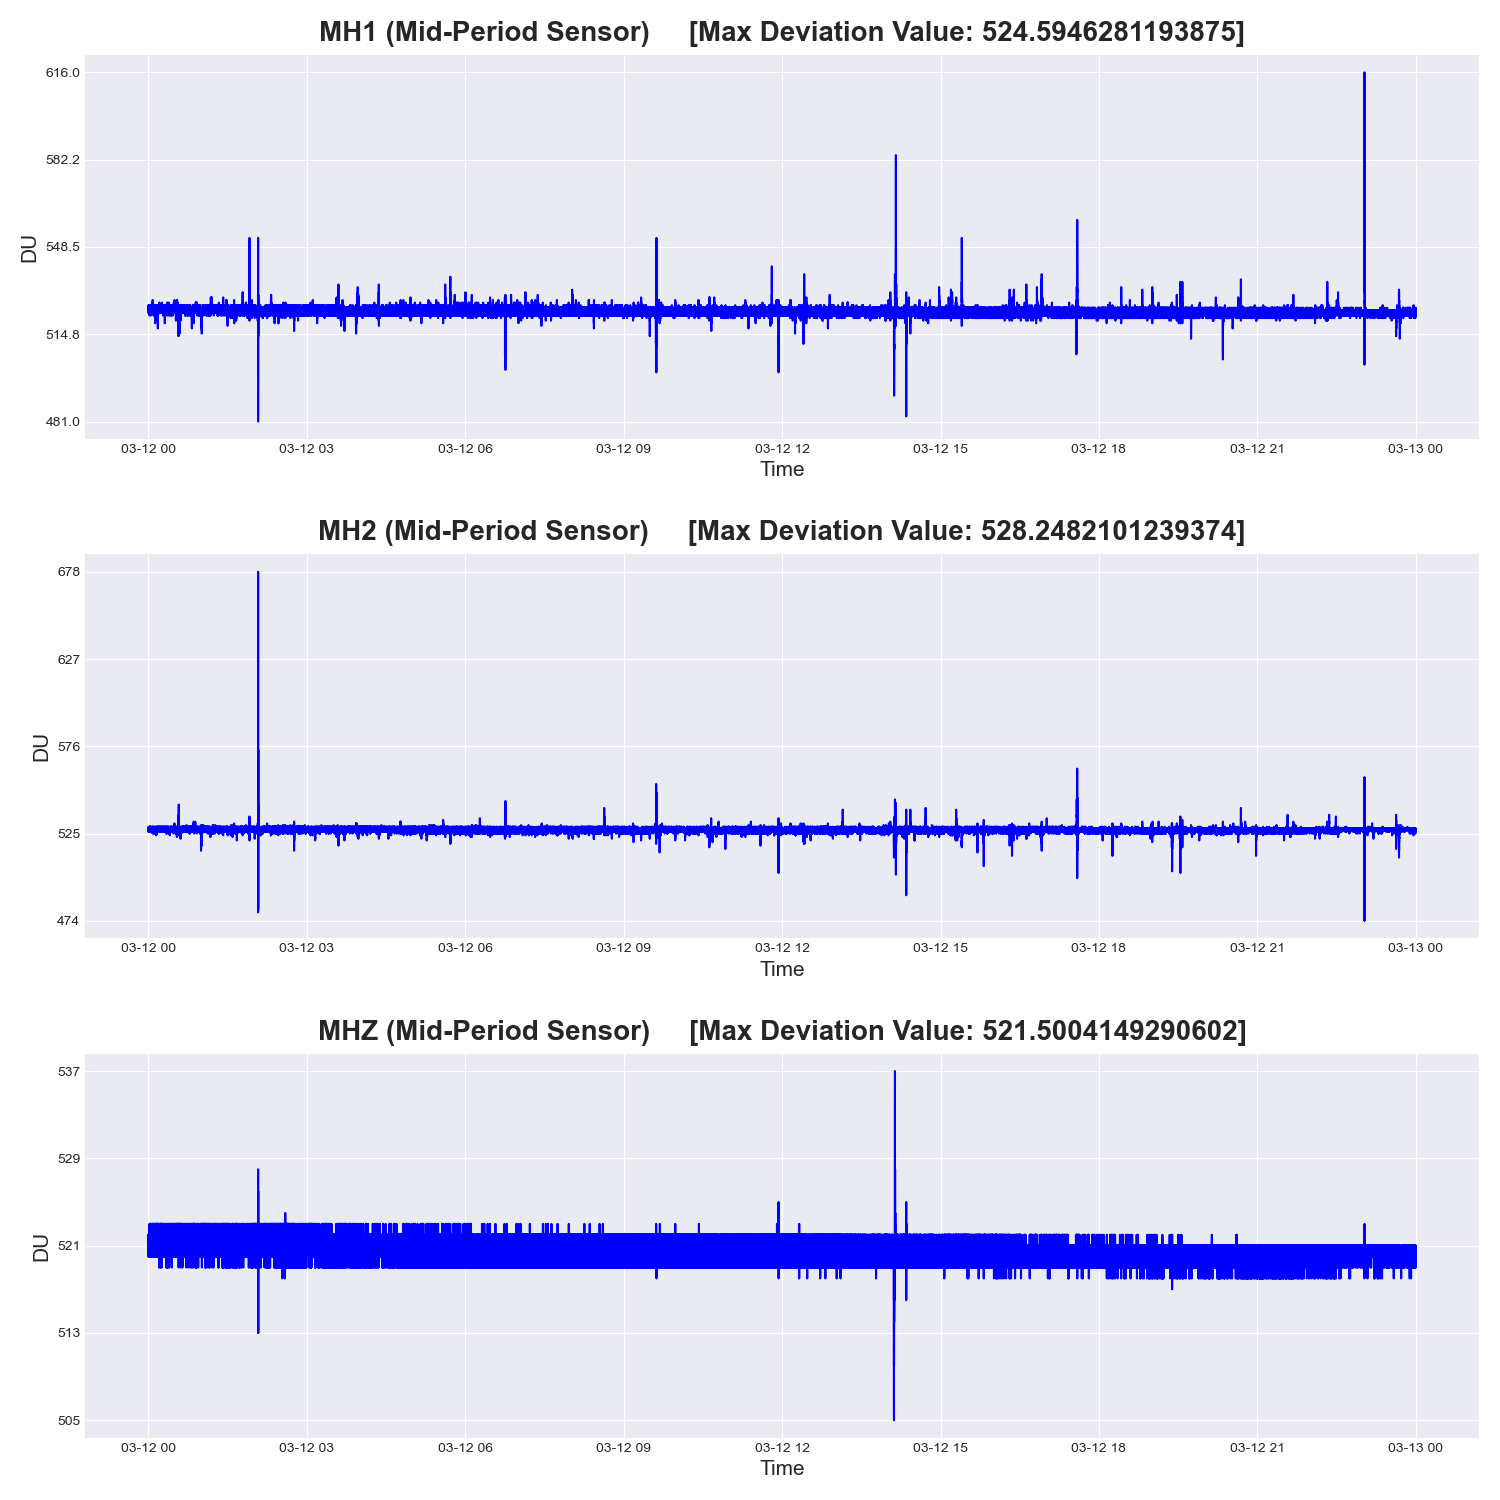 MH1 (Mid-Period Sensor) [Max Deviation Value: 524.5946281193875]
616.0
582.2
548.5
514.8
481.0
DU
03-12 00 03-12 03 03-12 06 03-12 09 03-12 12 03-12 15 03-12 18 03-12 21 03-13 00
Time
MH2 (Mid-Period Sensor) [Max Deviation Value: 528.2482101239374]
678
627
576
525
474
DU
03-12 00 03-12 03 03-12 06 03-12 09 03-12 12 03-12 15 03-12 18 03-12 21 03-13 00
Time
MHZ (Mid-Period Sensor) [Max Deviation Value: 521.5004149290602]
537
529
521
513
505
DU
03-12 00 03-12 03 03-12 06 03-12 09 03-12 12 03-12 15 03-12 18 03-12 21 03-13 00
Time